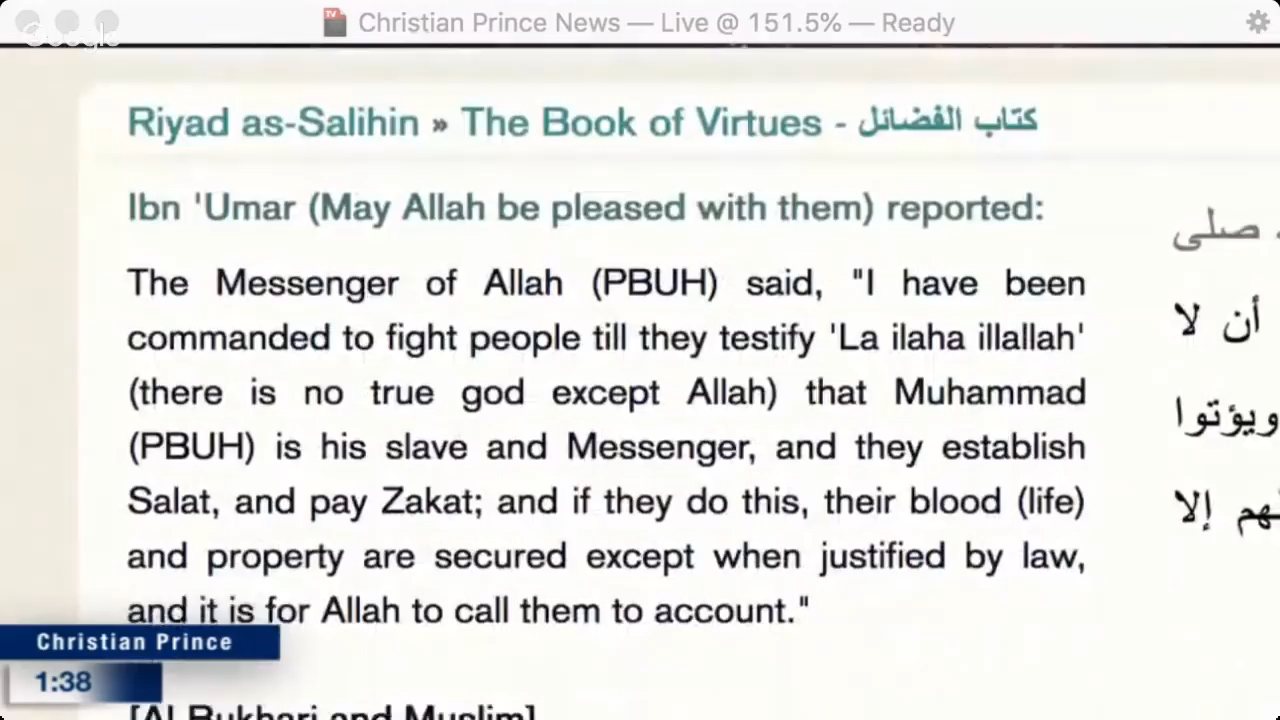 Christian Prince News — Live @ 151.5% — Ready
Google
Riyad as-Salihin » The Book of Virtues - كتاب الفضائل
Ibn 'Umar (May Allah be pleased with them) reported:
The Messenger of Allah (PBUH) said, "I have been
commanded to fight people till they testify 'La ilaha illallah'
(there is no true god except Allah) that Muhammad
(PBUH) is his slave and Messenger, and they establish
Salat, and pay Zakat; and if they do this, their blood (life)
and property are secured except when justified by law,
and it is for Allah to call them to account."
[Al-Bukhari and Muslim]
صلى
أن لا
ويؤتوا
إلا
Christian Prince
1:38